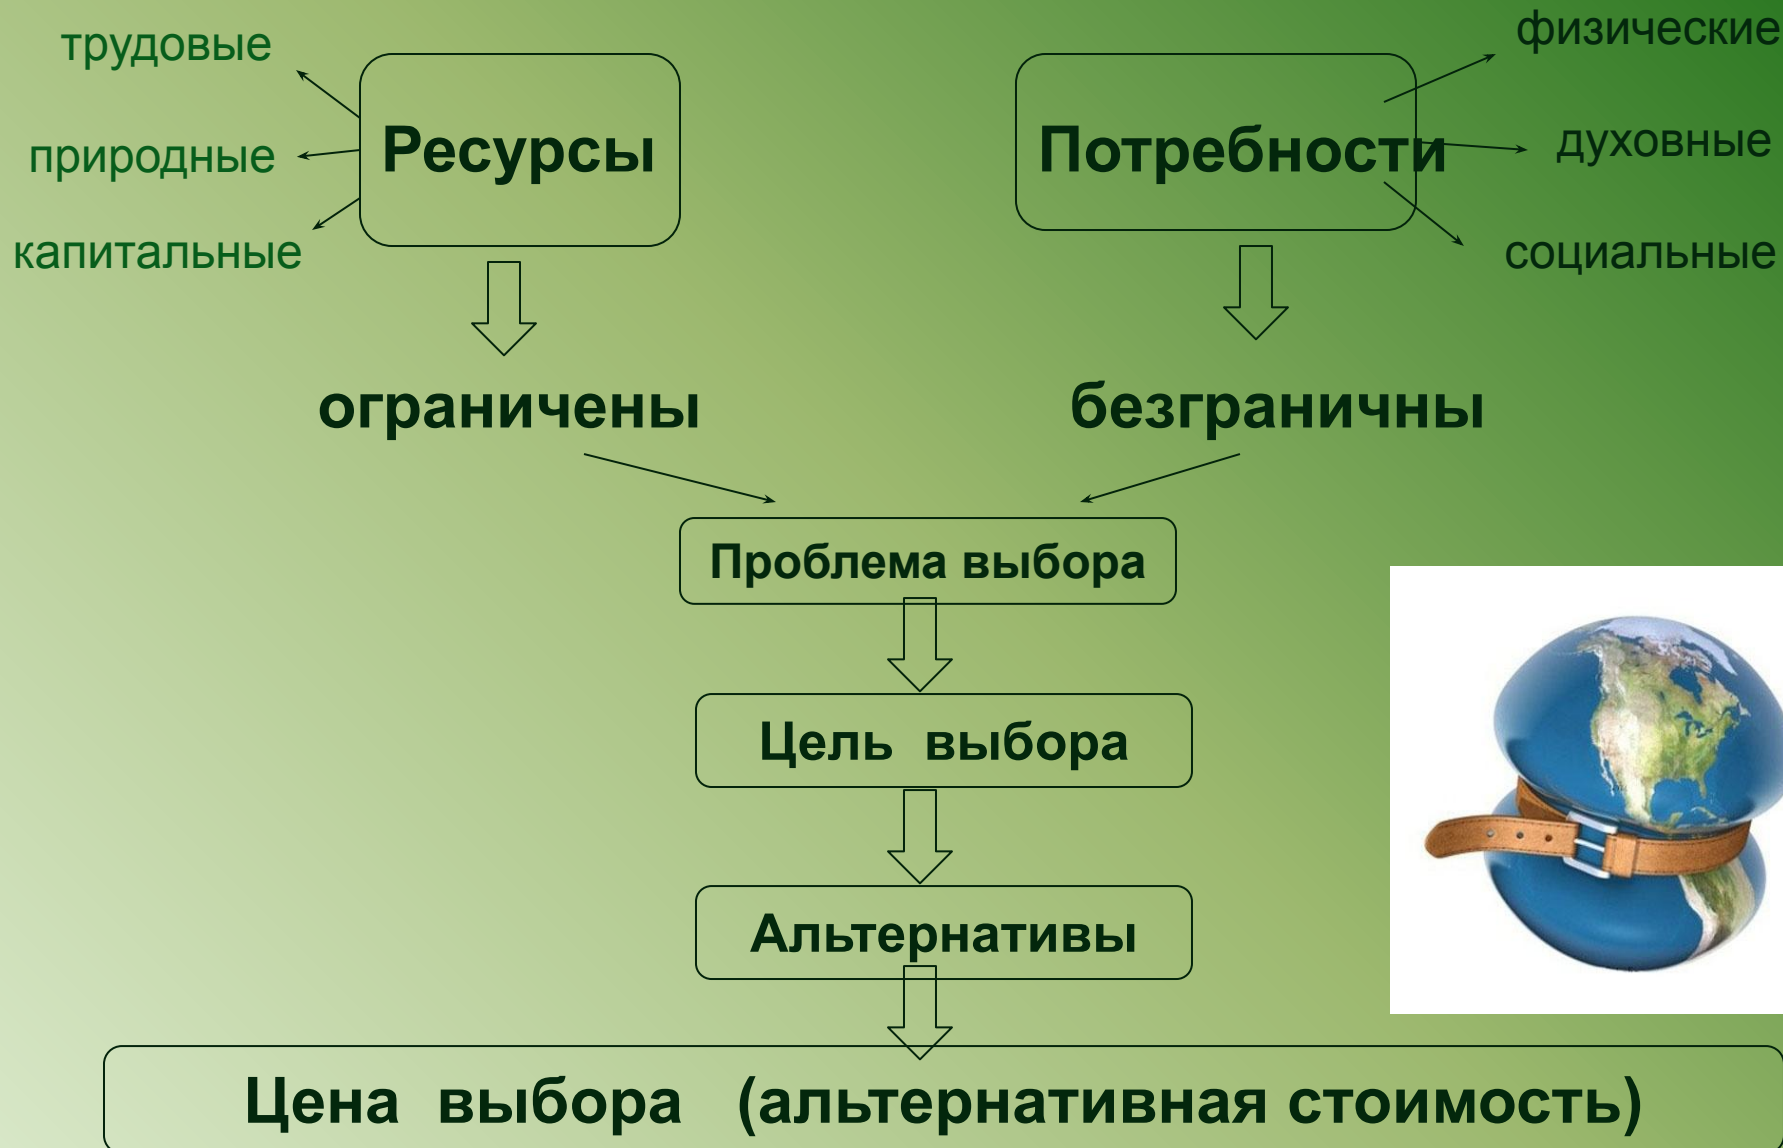 трудовые
природные
капитальные
Ресурсы
Потребности
физические
духовные
социальные
ограничены
безграничны
Проблема выбора
Цель выбора
Альтернативы
Цена выбора (альтернативная стоимость)